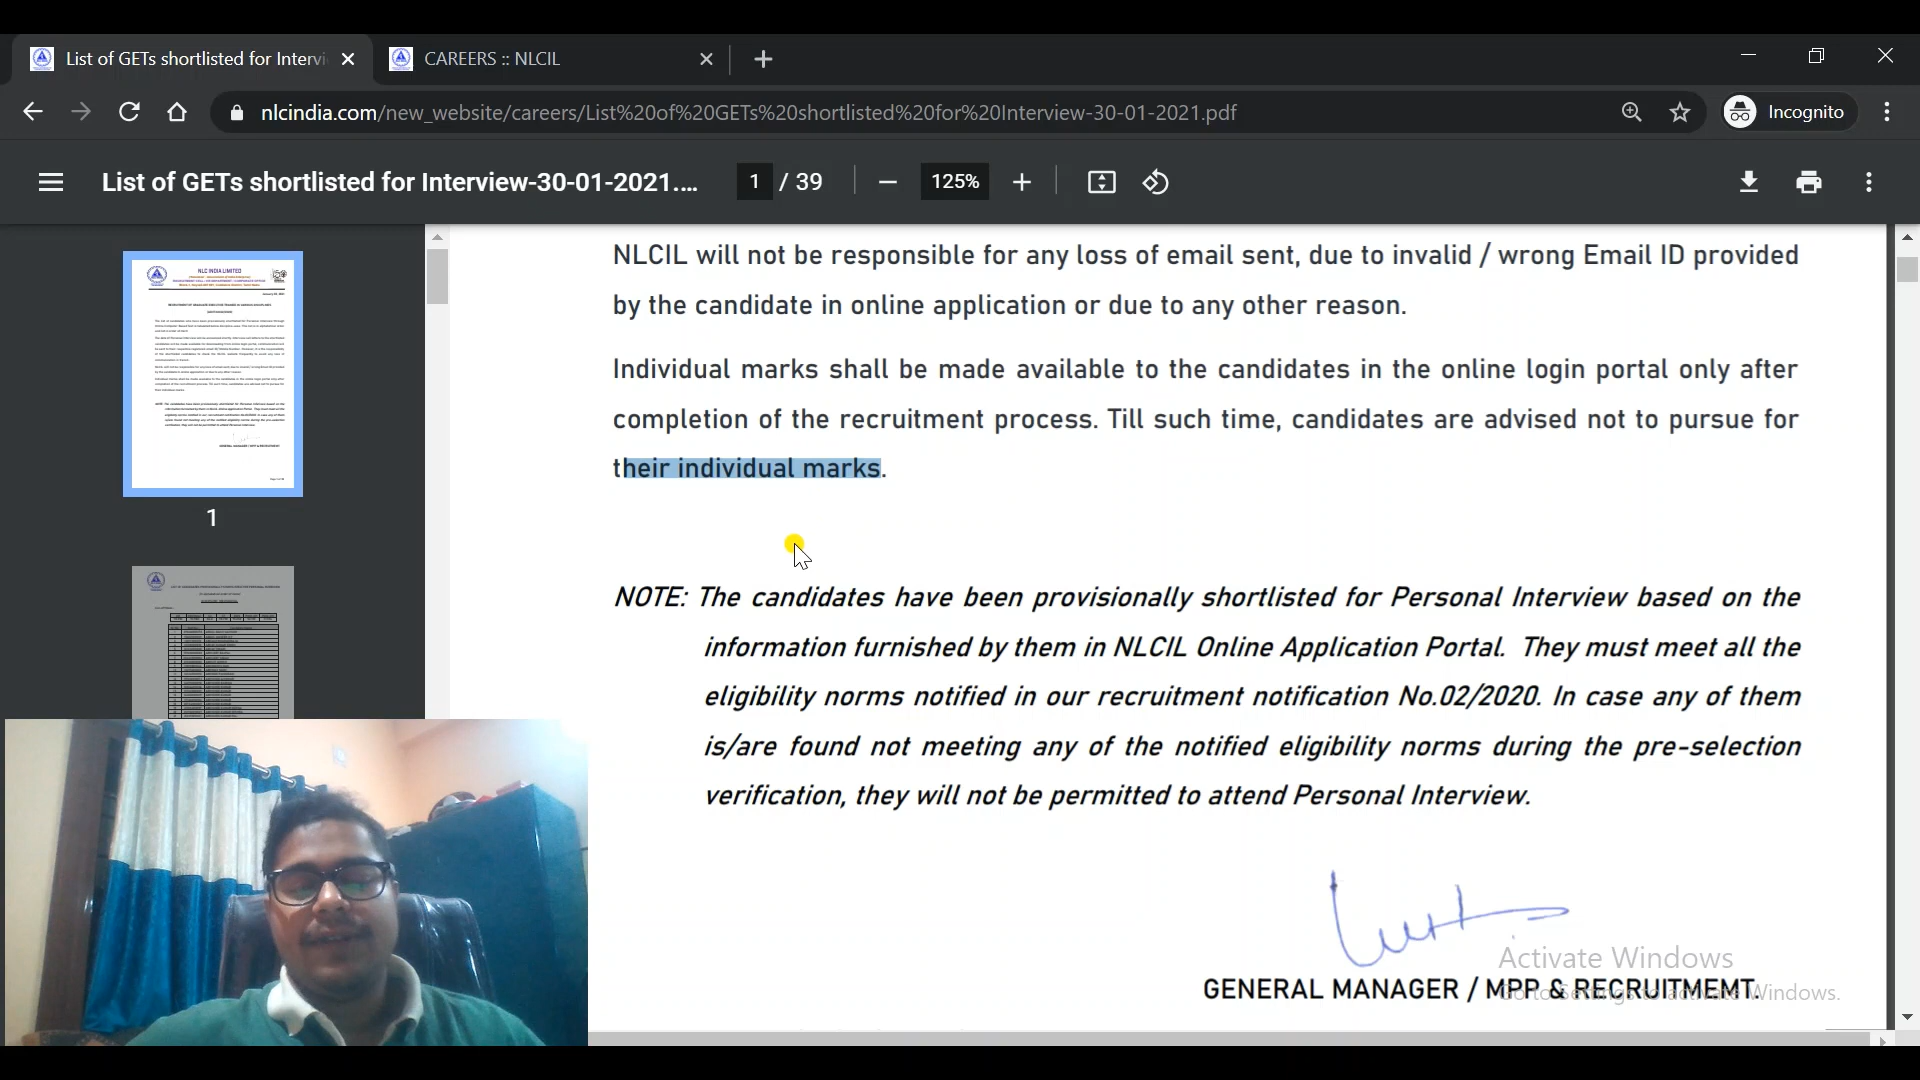 List of GETs shortlisted for Intervi
CAREERS :: NLCIL
nlcindia.com/new_website/careers/List%20of%20GETs%20shortlisted%20for%20Interview-30-01-2021.pdf
Incognito
List of GETs shortlisted for Interview-30-01-2021....
1 / 39
125%
NLC INDIA LIMITED
1
NLCIL will not be responsible for any loss of email sent, due to invalid / wrong Email ID provided
by the candidate in online application or due to any other reason.
Individual marks shall be made available to the candidates in the online login portal only after
completion of the recruitment process. Till such time, candidates are advised not to pursue for
their individual marks.
NOTE: The candidates have been provisionally shortlisted for Personal Interview based on the
information furnished by them in NLCIL Online Application Portal. They must meet all the
eligibility norms notified in our recruitment notification No.02/2020. In case any of them
is/are found not meeting any of the notified eligibility norms during the pre-selection
verification, they will not be permitted to attend Personal Interview.
Activate Windows
GENERAL MANAGER / MPP & RECRUITMEMT.
Go to Settings to activate Windows.